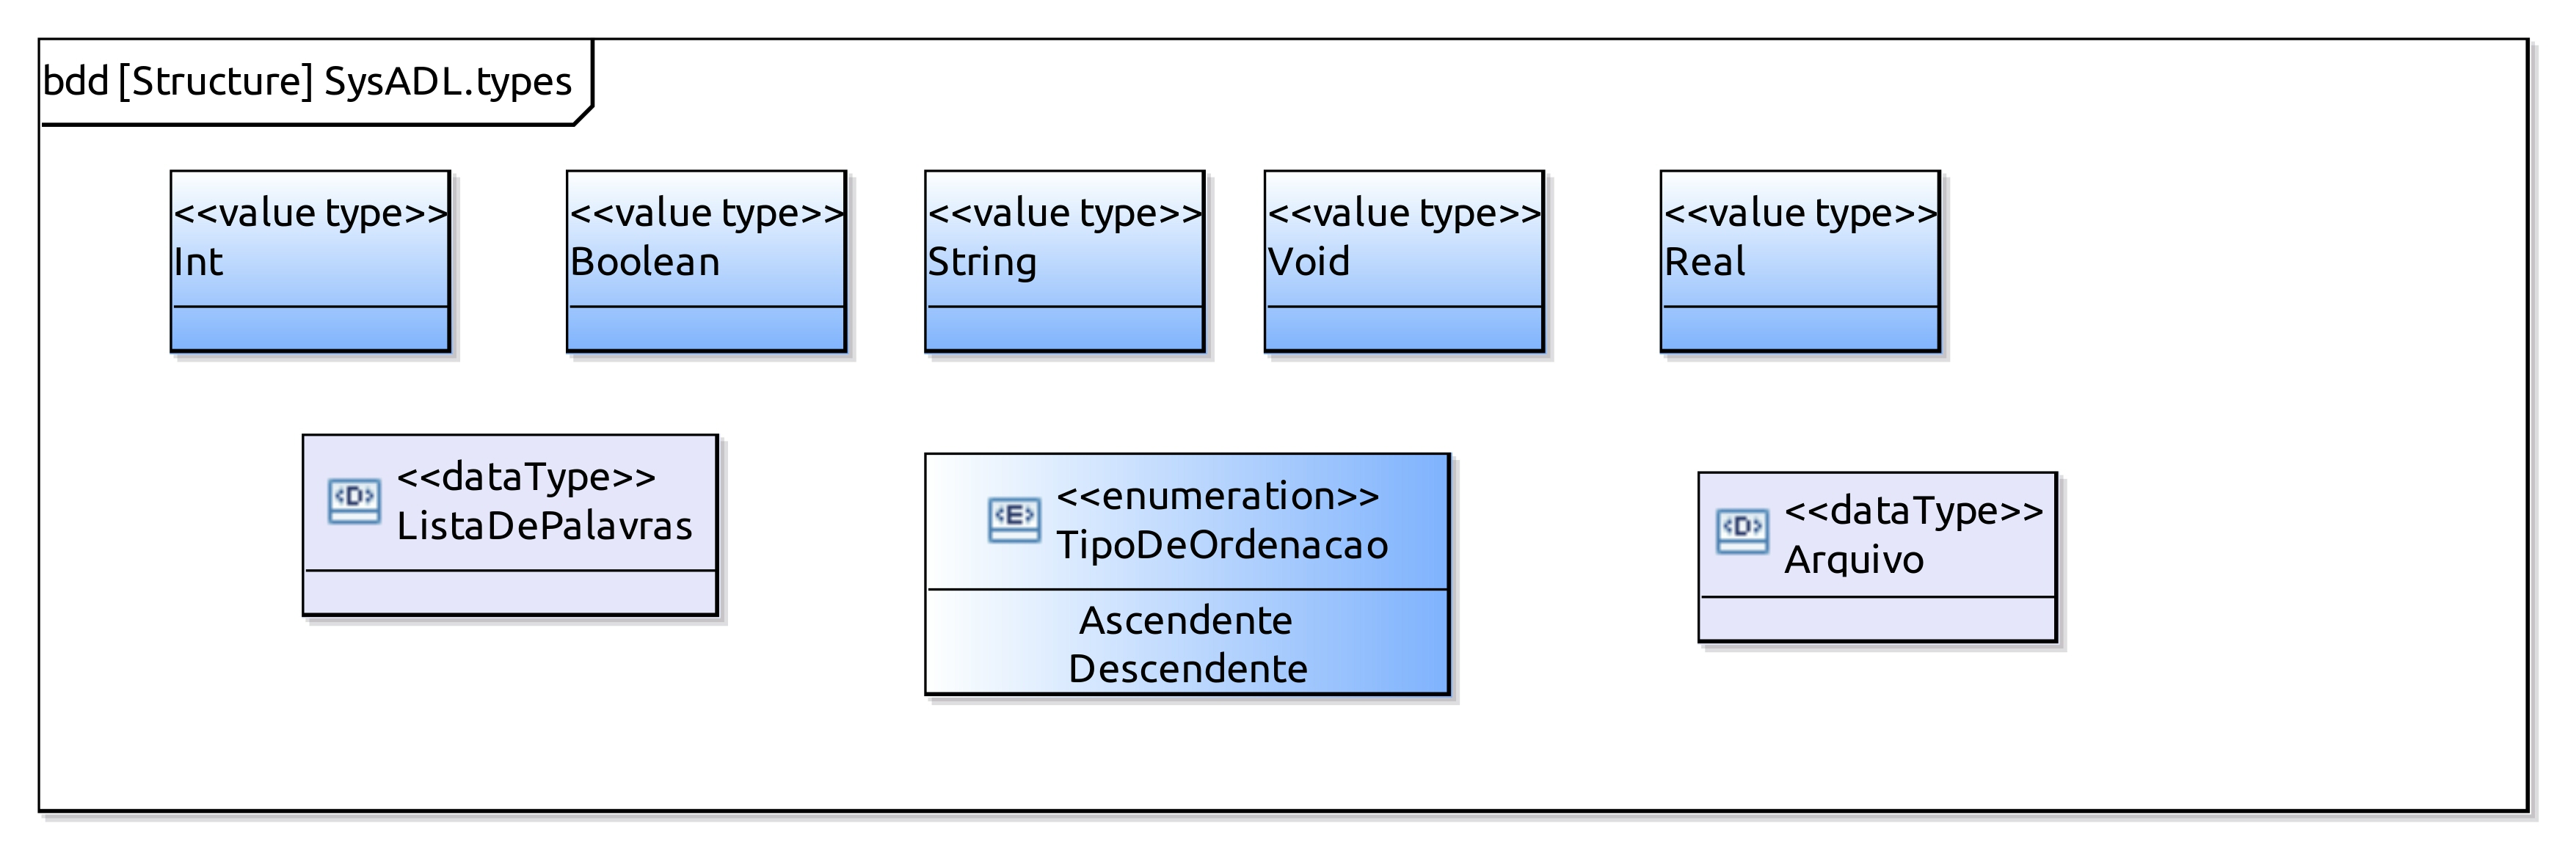 bdd [Structure] SysADL.types
<<value type>>
Int
<<value type>>
Boolean
<<value type>>
String
<<value type>>
Void
<<value type>>
Real
<D>
<<dataType>>
ListaDePalavras
<E>
<<enumeration>>
TipoDeOrdenacao
Ascendente
Descendente
<D>
<<dataType>>
Arquivo